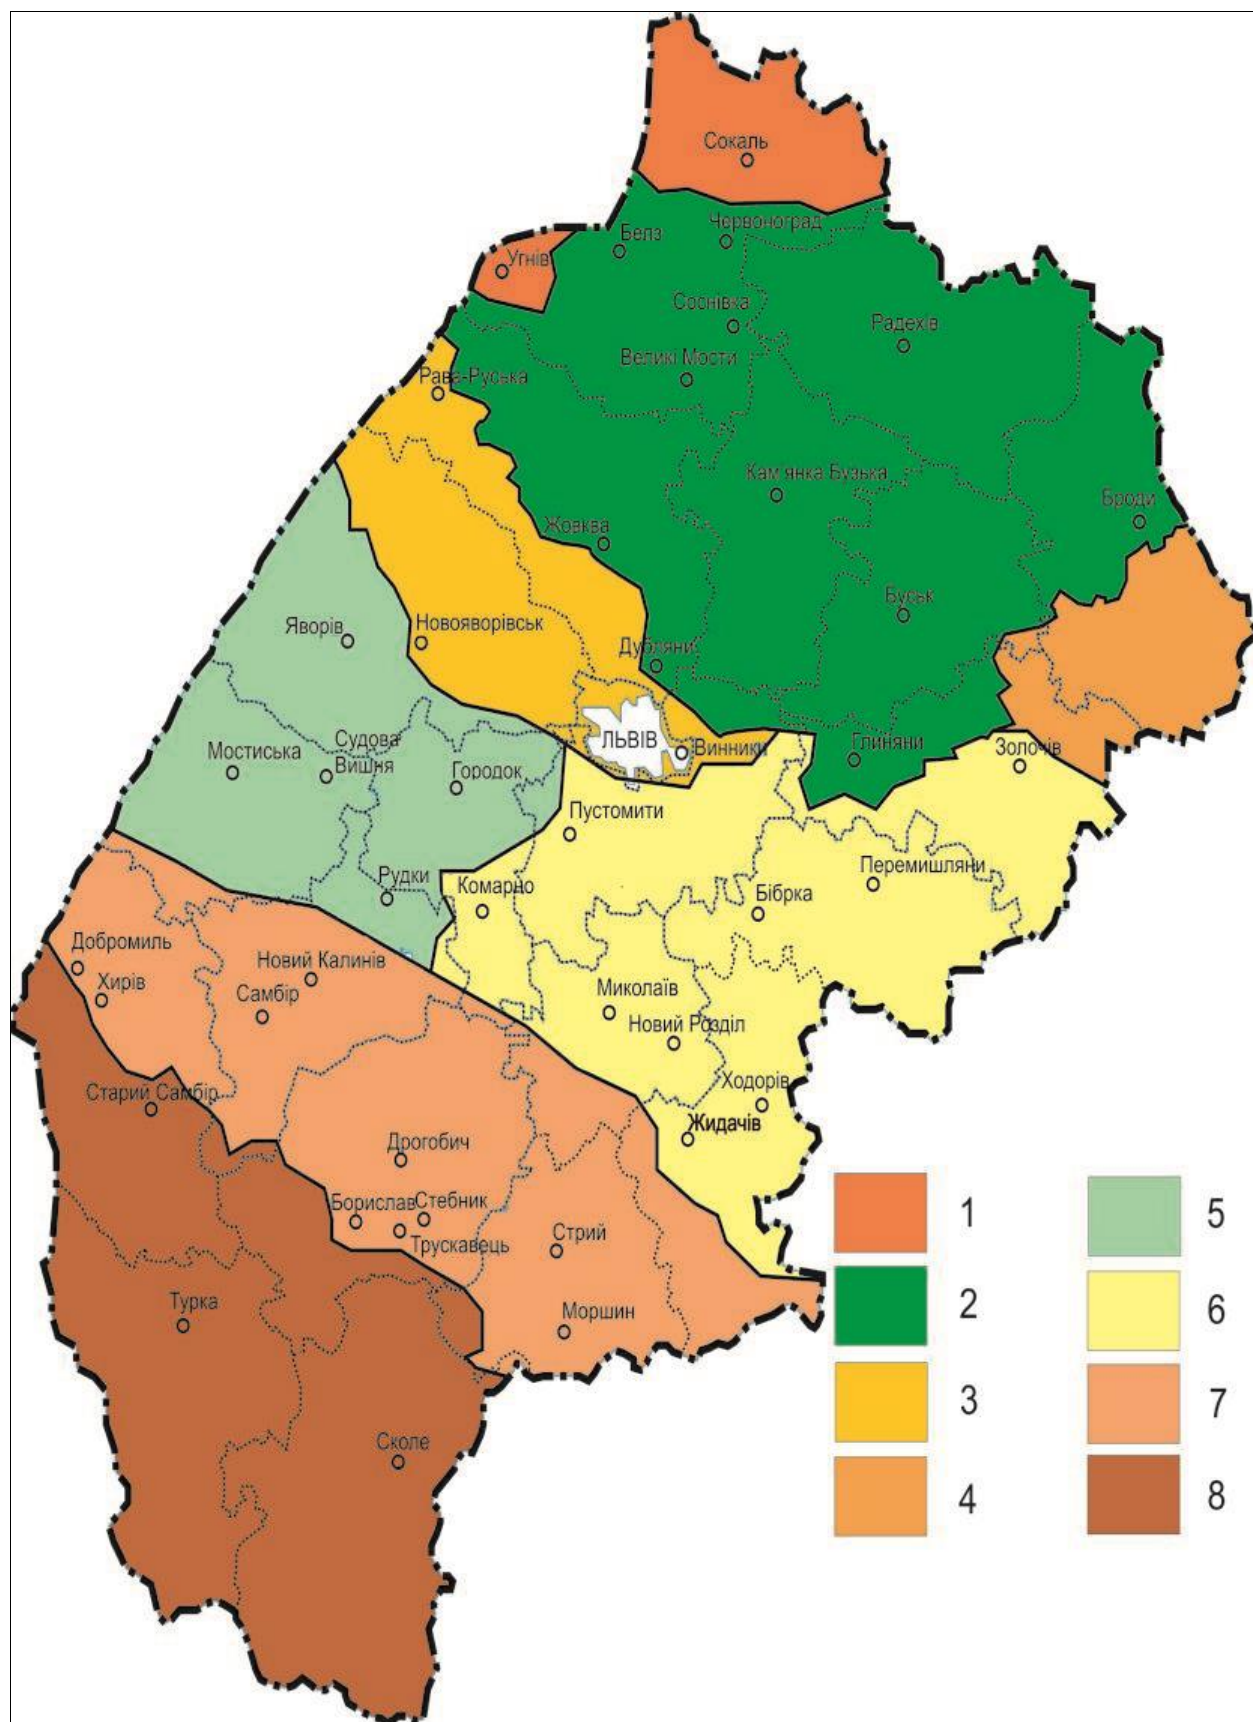 Сокаль
Белз
Червоноград
Угнів
Соснівка
Радехів
Великі Мости
Рава-Руська
Кам'янка Бузька
Броди
Жовква
Буськ
Яворів
Новояворівськ
Дубляни
ЛЬВІВ
Винники
Глиняни
Золочів
Мостиська
Судова
Вишня
Городок
Пустомити
Перемишляни
Рудки
Комарно
Бібрка
Добромиль
Хирів
Новий Калинів
Самбір
Миколаїв
Новий Розділ
Ходорів
Старий Самбір
Жидачів
Дрогобич
Борислав
Стебник
Трускавець
Стрий
Турка
Моршин
Сколе
1
2
3
4
5
6
7
8